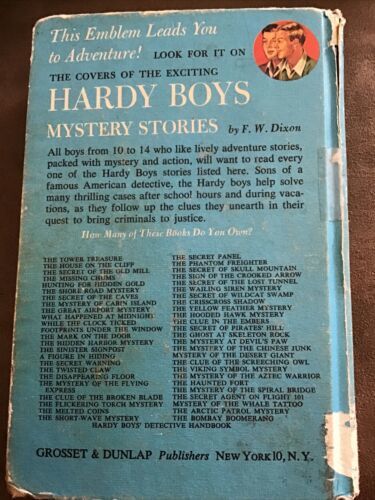 This Emblem Leads You
to Adventure! LOOK FOR IT ON
THE COVERS OF THE EXCITING
HARDY BOYS
MYSTERY STORIES by F. W. Dixon
All boys from 10 to 14 who like lively adventure stories,
packed with mystery and action, will want to read every
one of the Hardy Boys stories listed here. Sons of a
famous American detective, the Hardy boys help solve
many thrilling cases after school hours and during vaca-
tions, as they follow up the clues they unearth in their
quest to bring criminals to justice.
How Many of These Books Do You Own?
THE TOWER TREASURE
THE HOUSE ON THE CLIFF
THE SECRET OF THE OLD MILL
THE MISSING CHUMS
HUNTING FOR HIDDEN GOLD
THE SHORE ROAD MYSTERY
THE SECRET OF THE CAVES
THE MYSTERY OF CABIN ISLAND
THE GREAT AIRPORT MYSTERY
WHAT HAPPENED AT MIDNIGHT
WHILE THE CLOCK TICKED
FOOTPRINTS UNDER THE WINDOW
THE MARK ON THE DOOR
THE HIDDEN HARBOR MYSTERY
THE SINISTER SIGNPOST
A FIGURE IN HIDING
THE SECRET WARNING
THE TWISTED CLAW
THE DISAPPEARING FLOOR
THE MYSTERY OF THE FLYING
EXPRESS
THE CLUE OF THE BROKEN BLADE
THE FLICKERING TORCH MYSTERY
THE MELTED COINS
THE SHORT-WAVE MYSTERY
THE SECRET PANEL
THE PHANTOM FREIGHTER
THE SECRET OF SKULL MOUNTAIN
THE SIGN OF THE CROOKED ARROW
THE SECRET OF THE LOST TUNNEL
THE WAILING SIREN MYSTERY
THE SECRET OF WILDCAT SWAMP
THE CRISSCROSS SHADOW
THE YELLOW FEATHER MYSTERY
THE HOODED HAWK MYSTERY
THE CLUE IN THE EMBERS
THE SECRET OF PIRATES' HILL
THE GHOST AT SKELETON ROCK
THE MYSTERY AT DEVIL'S PAW
THE MYSTERY OF THE CHINESE JUNK
MYSTERY OF THE DESERT GIANT
THE CLUE OF THE SCREECHING OWL
THE VIKING SYMBOL MYSTERY
THE MYSTERY OF THE AZTEC WARRIOR
THE HAUNTED FORT
THE MYSTERY OF THE SPIRAL BRIDGE
THE SECRET AGENT ON FLIGHT 101
MYSTERY OF THE WHALE TATTOO
THE ARCTIC PATROL MYSTERY
THE BOMBAY BOOMERANG
HARDY BOYS' DETECTIVE HANDBOOK
GROSSET & DUNLAP Publishers NEW YORK 10, N. Y.